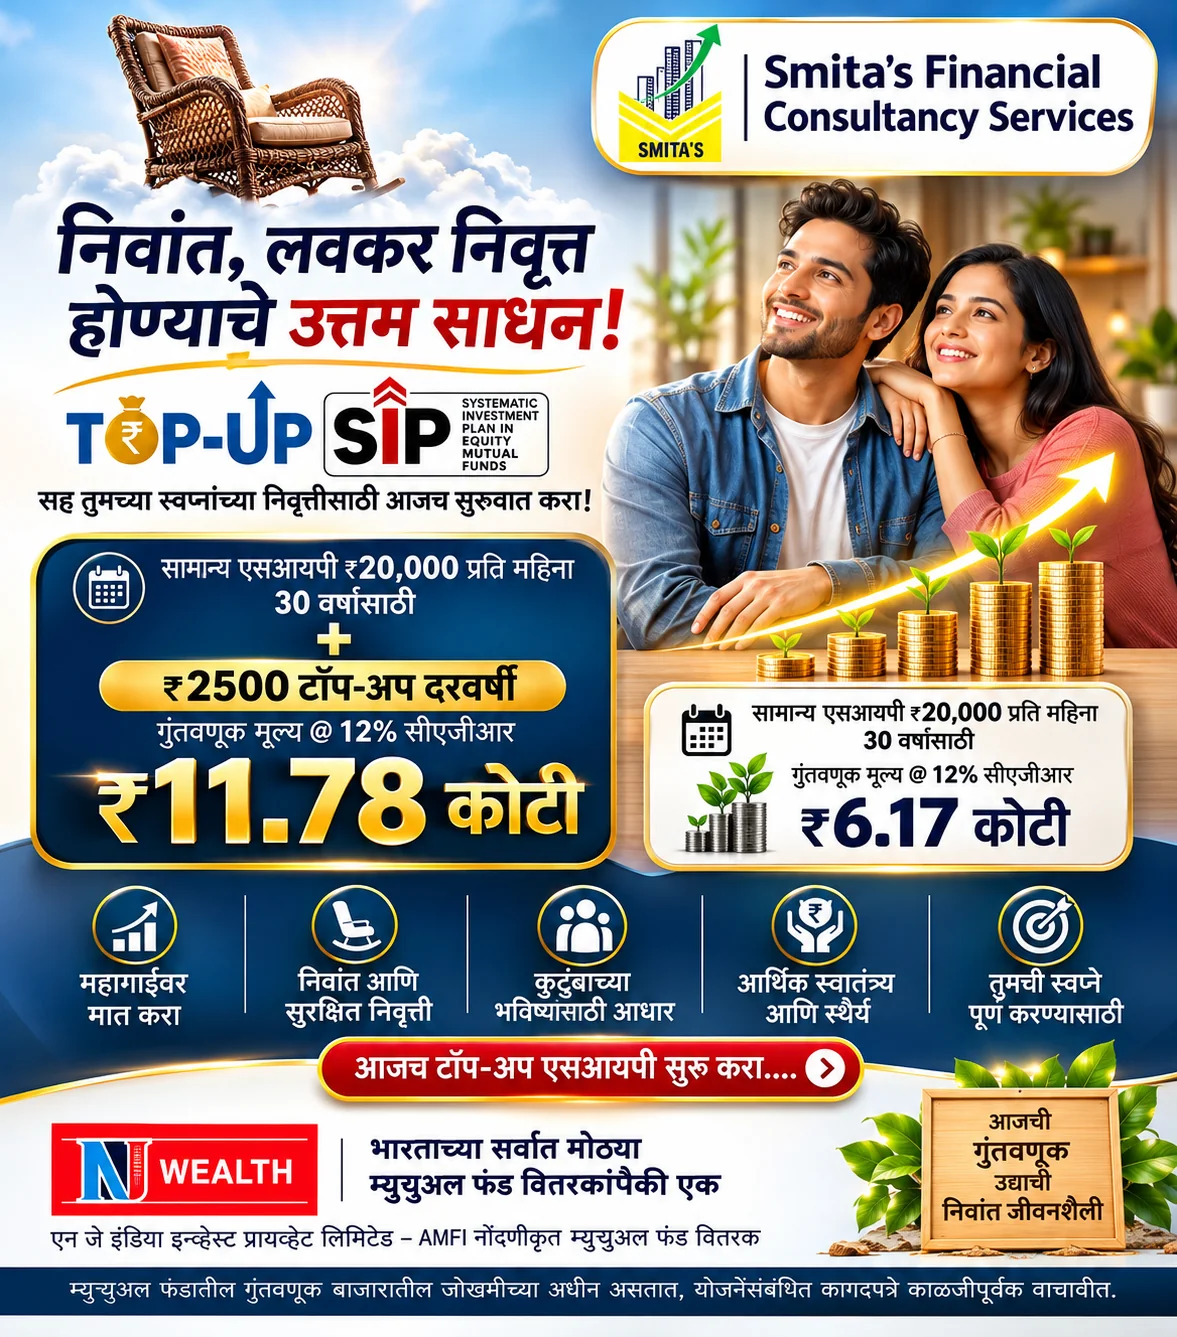 SMITA'S
Smita's Financial
Consultancy Services
निवांत, लवकर निवृत्त
होण्याचे उत्तम साधन!
TOP-UP
SIP
SYSTEMATIC
INVESTMENT
PLAN IN
EQUITY
MUTUAL
FUNDS
सह तुमच्या स्वप्नांच्या निवृत्तीसाठी आजच सुरुवात करा!
सामान्य एसआयपी ₹20,000 प्रति महिना
30 वर्षासाठी
+
₹2500 टॉप-अप दरवर्षी
गुंतवणूक मूल्य @ 12% सीएजीआर
₹11.78 कोटी
सामान्य एसआयपी ₹20,000 प्रति महिना
30 वर्षासाठी
गुंतवणूक मूल्य @ 12% सीएजीआर
₹6.17 कोटी
महागाईवर
मात करा
निवांत आणि
सुरक्षित निवृत्ती
कुटुंबाच्या
भविष्यासाठी आधार
आर्थिक स्वातंत्र्य
आणि स्थैर्य
तुमची स्वप्ने
पूर्ण करण्यासाठी
आजच टॉप-अप एसआयपी सुरू करा....
NJ WEALTH
भारताच्या सर्वात मोठया
म्युचुअल फंड वितरकांपैकी एक
एन जे इंडिया इन्व्हेस्ट प्रायव्हेट लिमिटेड – AMFI नोंदणीकृत म्युचुअल फंड वितरक
आजची
गुंतवणूक
उद्याची
निवांत जीवनशैली
म्युच्युअल फंडातील गुंतवणूक बाजारातील जोखमीच्या अधीन असतात, योजनेसंबंधित कागदपत्रे काळजीपूर्वक वाचावीत.